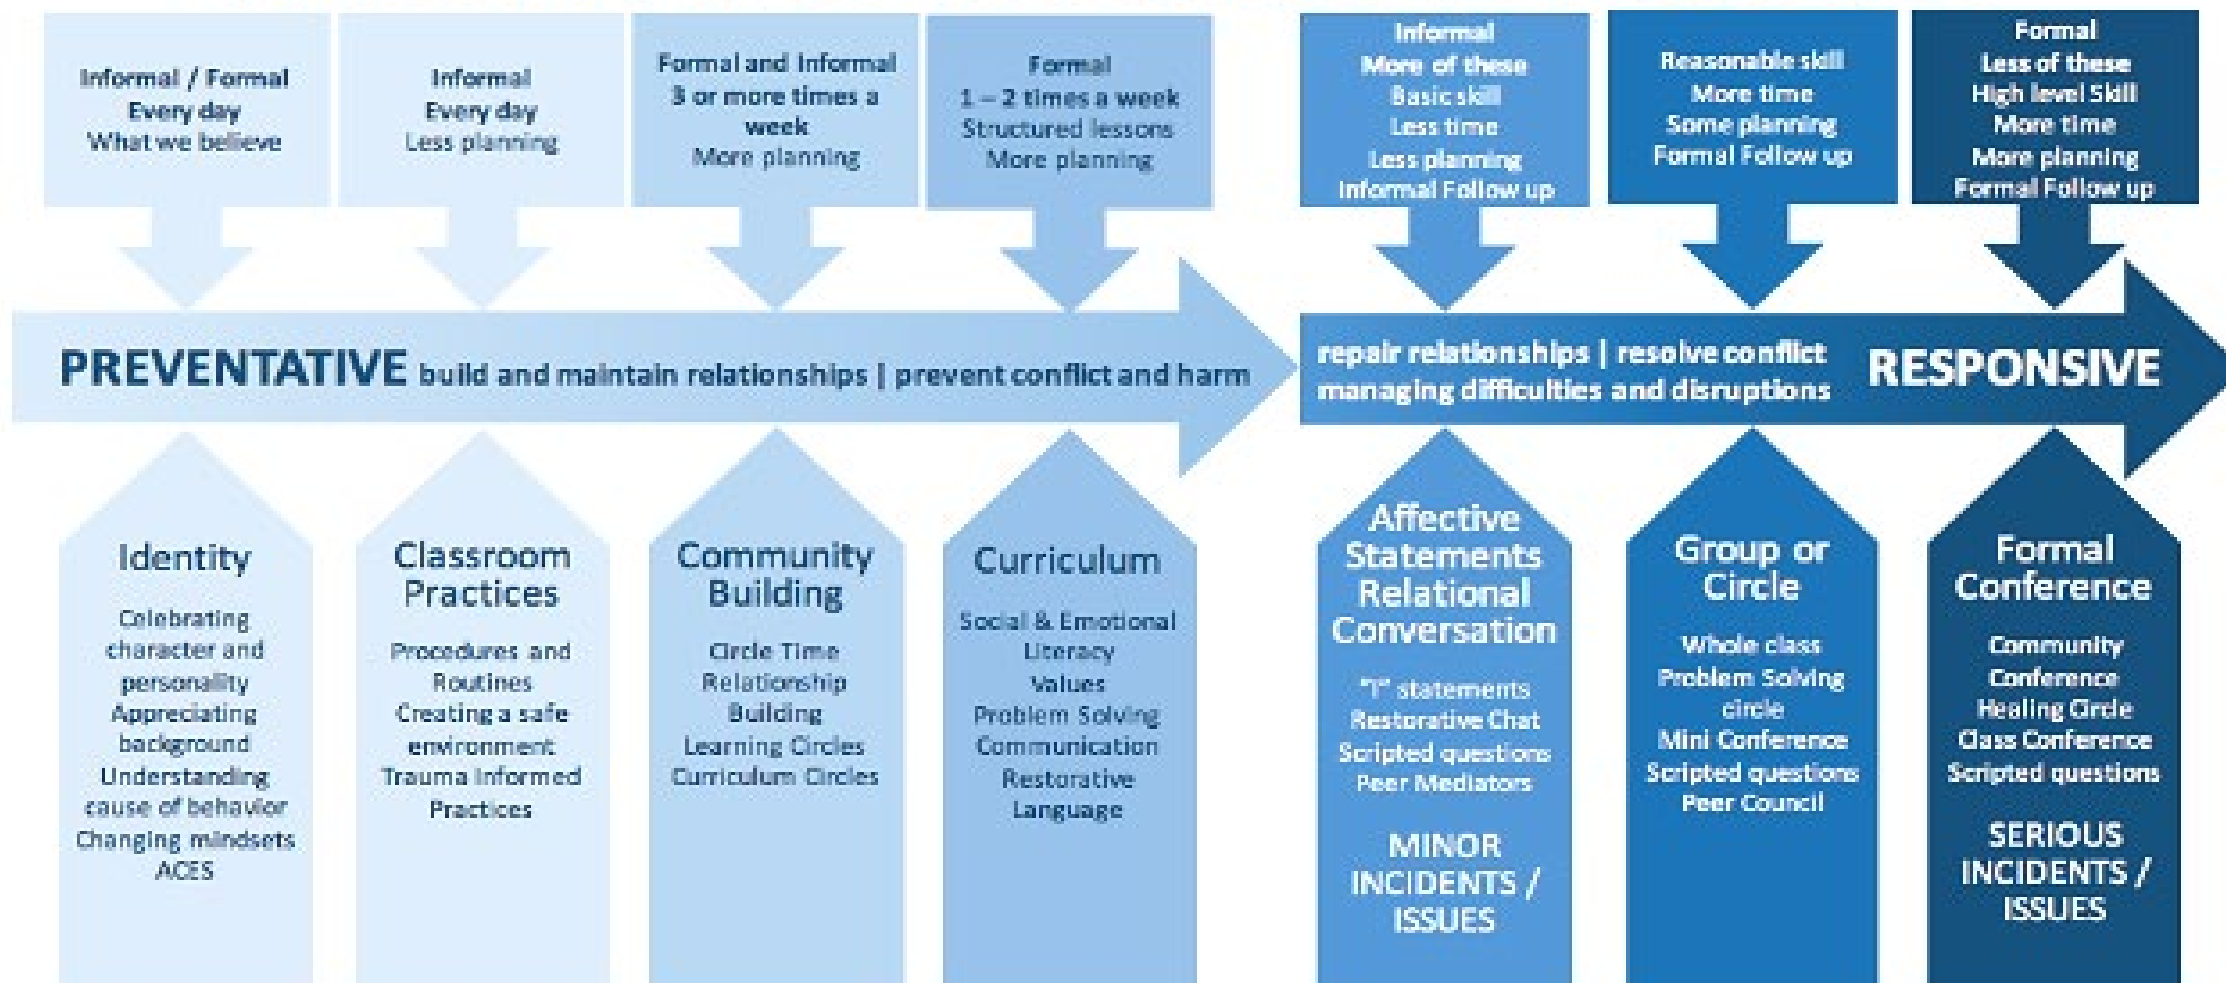 Informal / Formal
Every day
What we believe
Informal
Every day
Less planning
Formal and Informal
3 or more times a
week
More planning
Formal
1 – 2 times a week
Structured lessons
More planning
Informal
More of these
Basic skill
Less time
Less planning
Informal Follow up
Reasonable skill
More time
Some planning
Formal Follow up
Formal
Less of these
High level Skill
More time
More planning
Formal Follow up
PREVENTATIVE build and maintain relationships | prevent conflict and harm
repair relationships | resolve conflict
managing difficulties and disruptions
RESPONSIVE
Identity
Celebrating
character and
personality
Appreciating
background
Understanding
cause of behavior
Changing mindsets
ACES
Classroom
Practices
Procedures and
Routines
Creating a safe
environment
Trauma Informed
Practices
Community
Building
Circle Time
Relationship
Building
Learning Circles
Curriculum Circles
Curriculum
Social & Emotional
Literacy
Values
Problem Solving
Communication
Restorative
Language
Affective
Statements
Relational
Conversation
"I" statements
Restorative Chat
Scripted questions
Peer Mediators
MINOR
INCIDENTS /
ISSUES
Group or
Circle
Whole class
Problem Solving
circle
Mini Conference
Scripted questions
Peer Council
Formal
Conference
Community
Conference
Healing Circle
Class Conference
Scripted questions
SERIOUS
INCIDENTS /
ISSUES